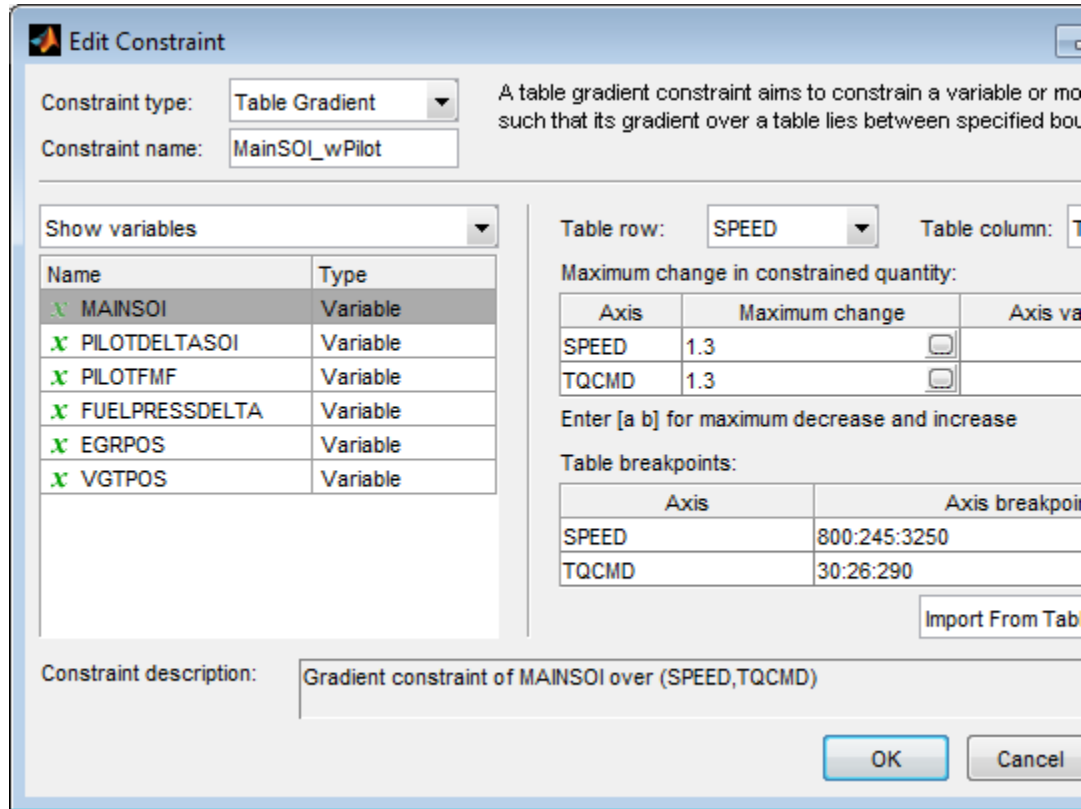 Edit Constraint
Constraint type: Table Gradient
A table gradient constraint aims to constrain a variable or mo
such that its gradient over a table lies between specified bou
Constraint name: MainSOI_wPilot
Show variables
Name Type
x MAINSOI Variable
x PILOTDELTASOI Variable
x PILOTFMF Variable
x FUELPRESSDELTA Variable
x EGRPOS Variable
x VGTPOS Variable
Table row: SPEED Table column: T
Maximum change in constrained quantity:
Axis Maximum change Axis va
SPEED 1.3
TQCMD 1.3
Enter [a b] for maximum decrease and increase
Table breakpoints:
Axis Axis breakpoin
SPEED 800:245:3250
TQCMD 30:26:290
Import From Tabl
Constraint description: Gradient constraint of MAINSOI over (SPEED,TQCMD)
OK Cancel